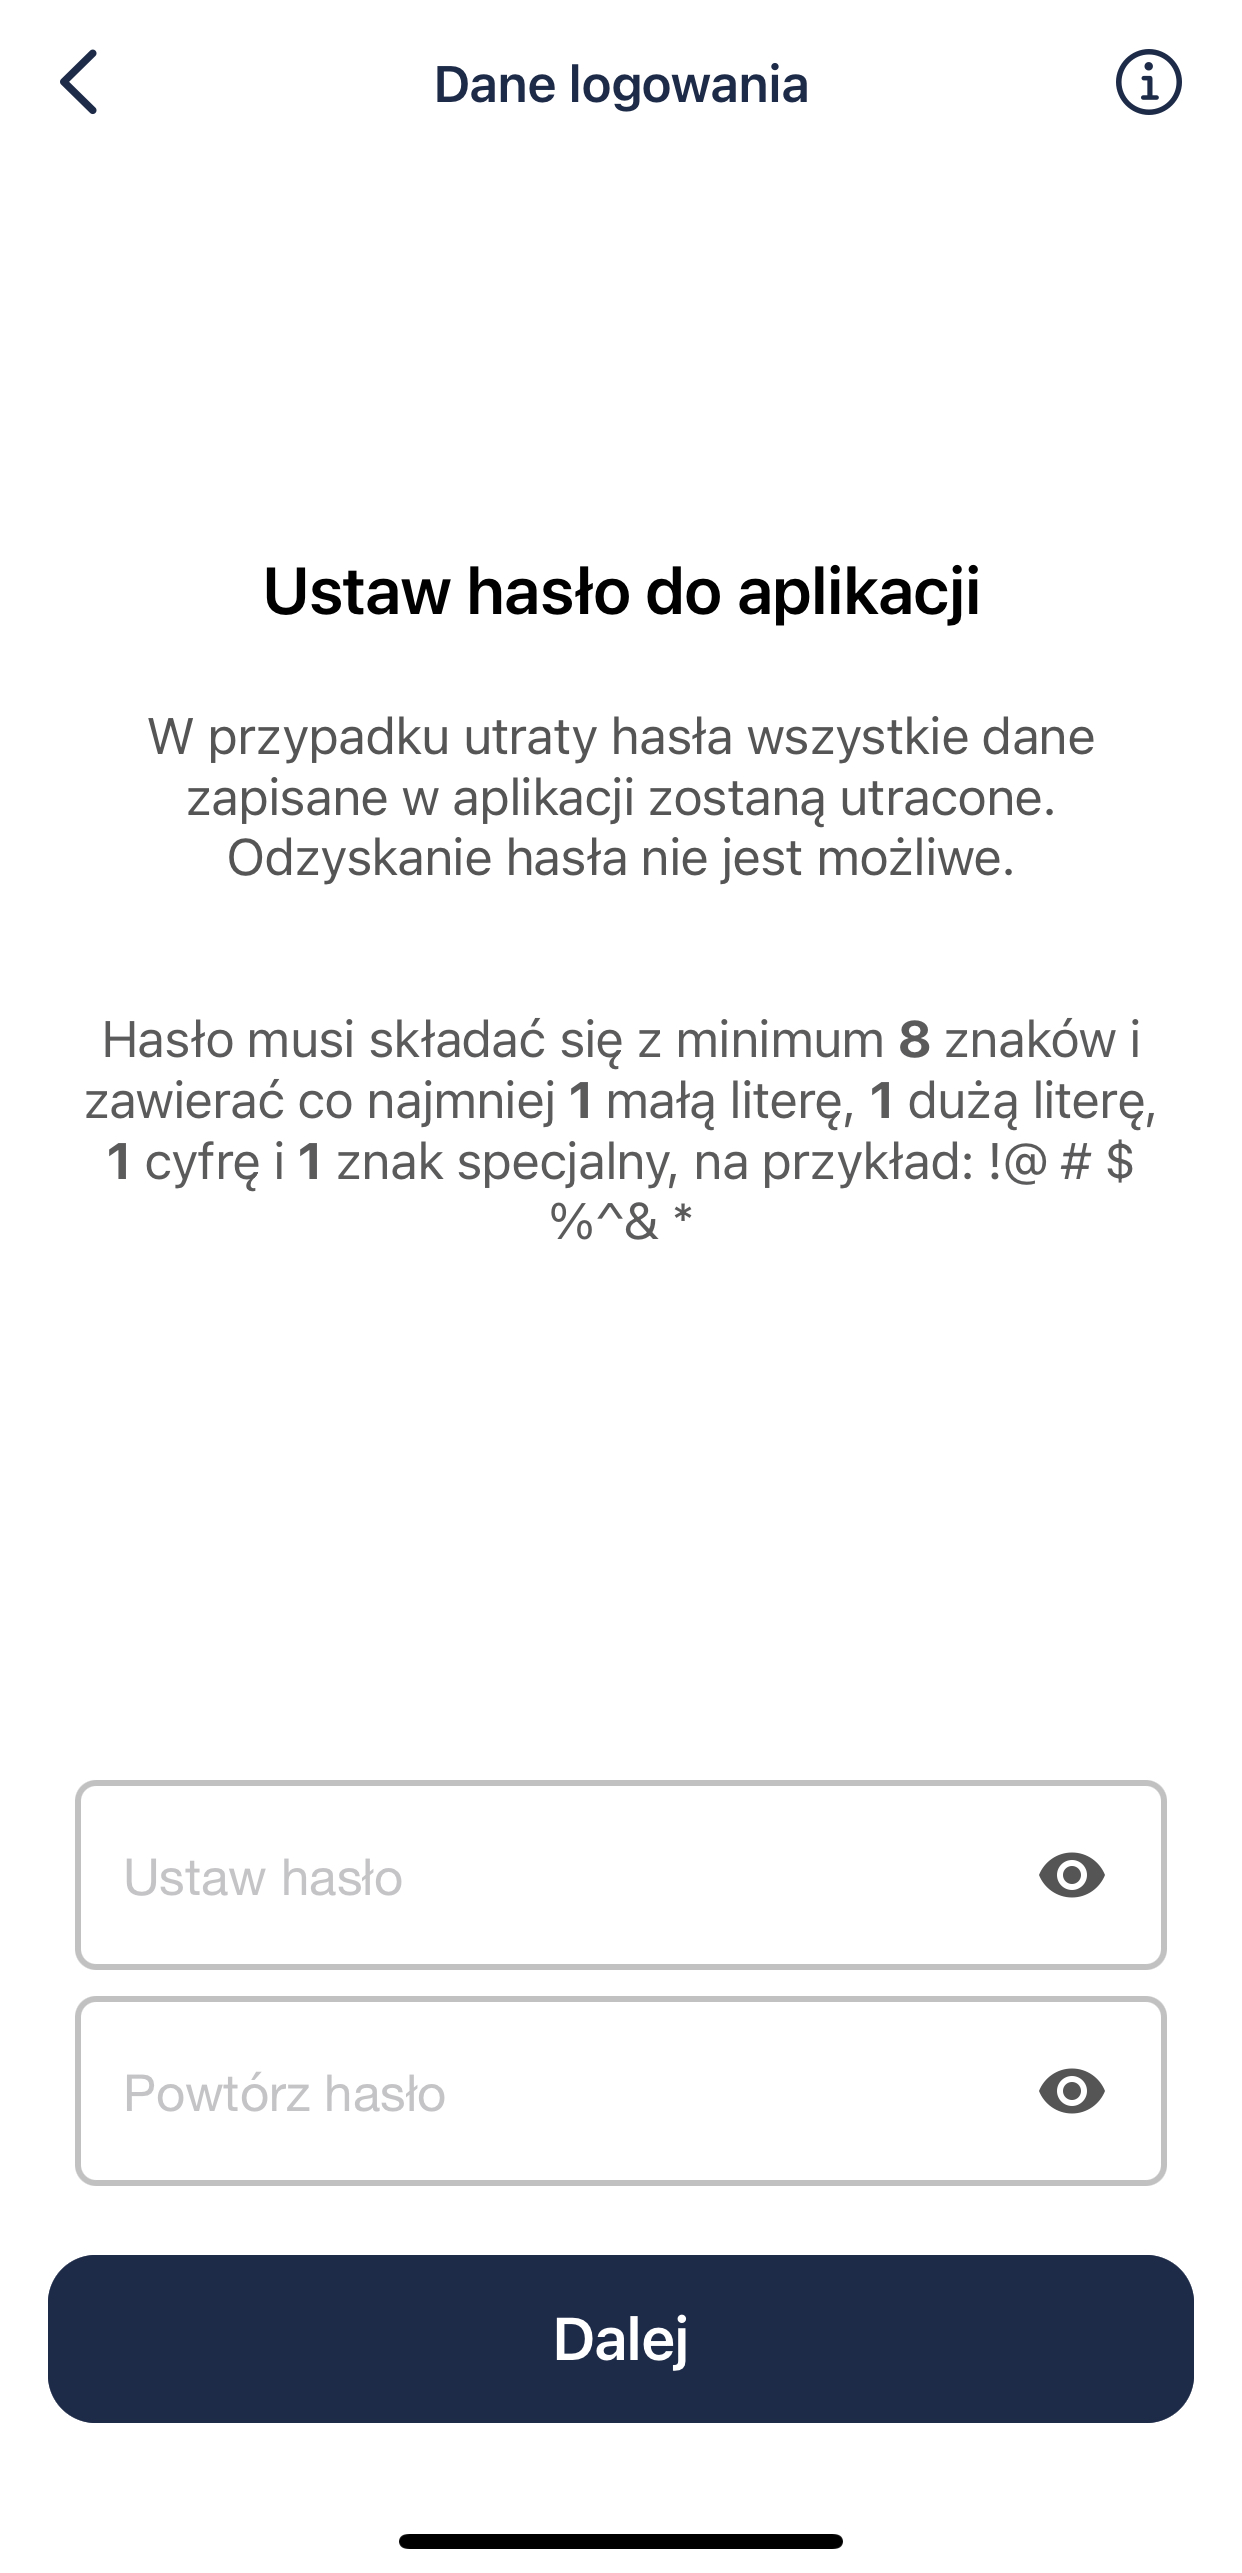 Dane logowania
Ustaw hasło do aplikacji
W przypadku utraty hasła wszystkie dane
zapisane w aplikacji zostaną utracone.
Odzyskanie hasła nie jest możliwe.
Hasło musi składać się z minimum 8 znaków i
zawierać co najmniej 1 małą literę, 1 dużą literę,
1 cyfrę i 1 znak specjalny, na przykład: !@ # $
%^& *
Ustaw hasło
Powtórz hasło
Dalej